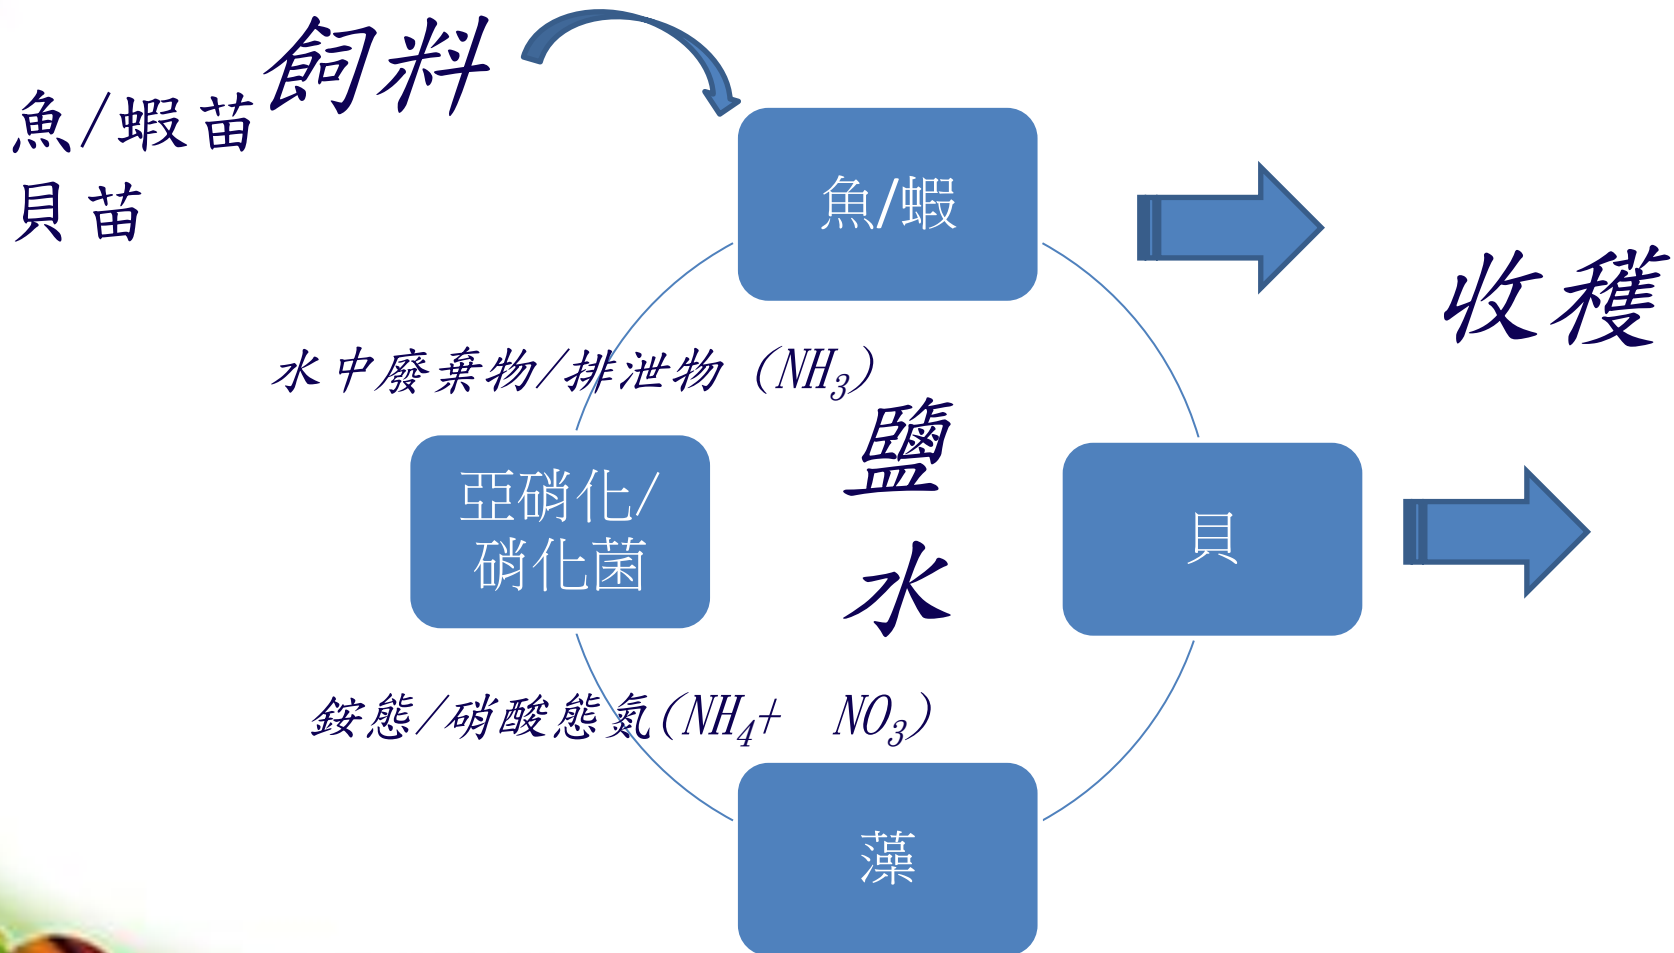 飼料
魚/蝦苗
貝苗
魚/蝦
收穫
水中廢棄物/排泄物 (NH₃)
鹽
水
亞硝化/
硝化菌
貝
銨態/硝酸態氮(NH₄+ NO₃)
藻